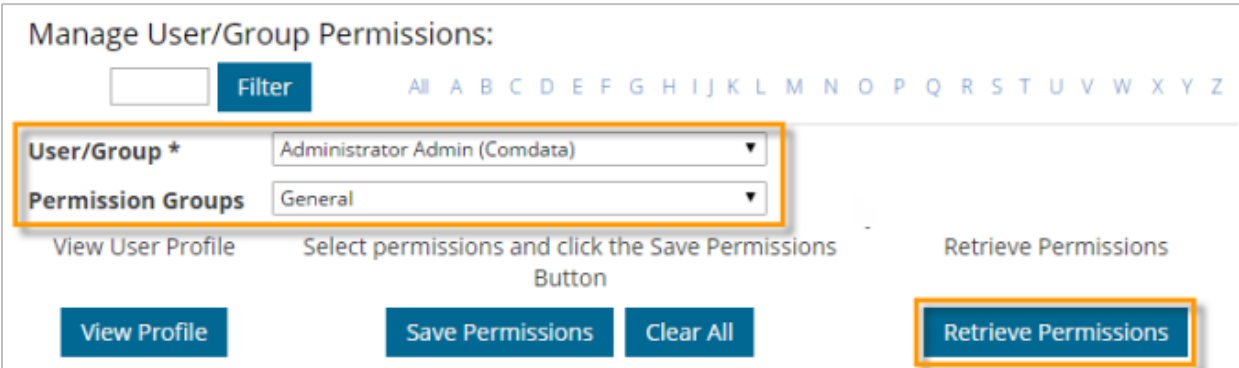 Manage User/Group Permissions:
Filter All A B C D E F G H I J K L M N O P Q R S T U V W X Y Z
User/Group * Administrator Admin (Comdata)
Permission Groups General
View User Profile Select permissions and click the Save Permissions Retrieve Permissions
Button
View Profile Save Permissions Clear All Retrieve Permissions